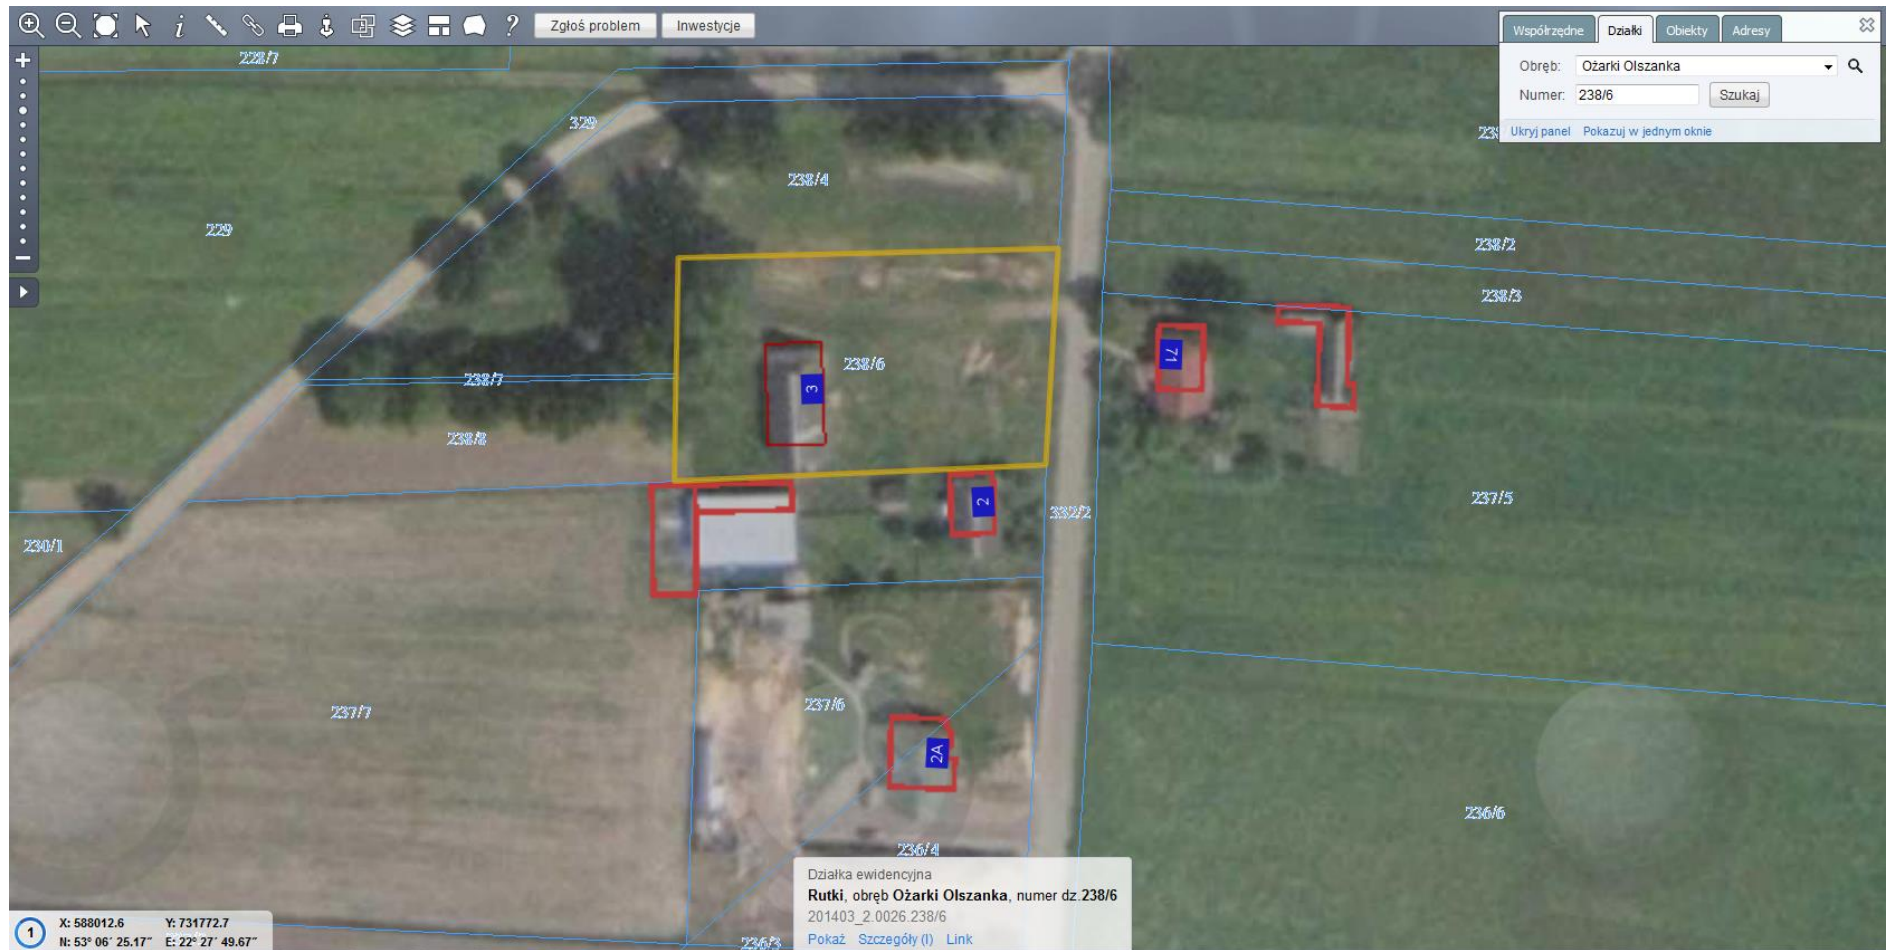 Zgłoś problem
Inwestycje
Współrzędne
Działki
Obiekty
Adresy
Obręb: Ożarki Olszanka
Numer: 238/6 Szukaj
Ukryj panel Pokazuj w jednym oknie
228/7
329
238/4
229
238/2
238/3
238/6
71
3
238/7
238/8
2
332/2
237/5
230/1
237/6
237/7
2A
236/6
236/4
236/3
Działka ewidencyjna
Rutki, obręb Ożarki Olszanka, numer dz.238/6
201403_2.0026.238/6
Pokaż Szczegóły (I) Link
1
X: 588012.6 Y: 731772.7
N: 53° 06´ 25.17˝ E: 22° 27´ 49.67˝